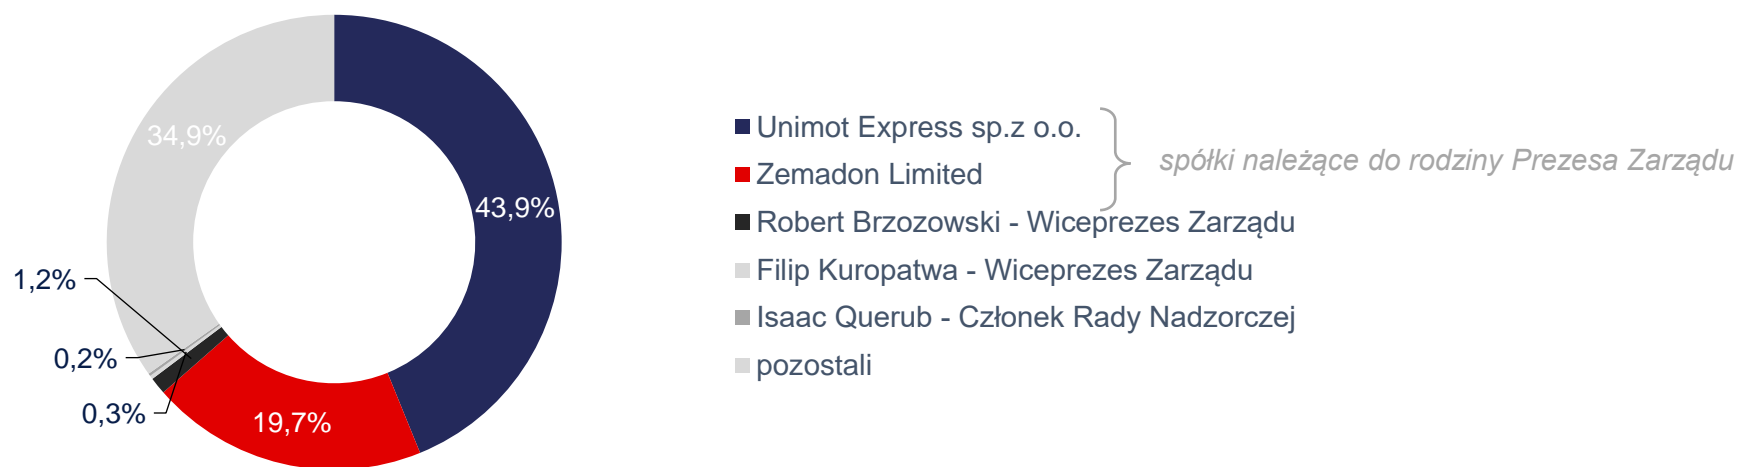 34,9%
43,9%
1,2%
0,2%
0,3%
19,7%
Unimot Express sp.z o.o.
Zemadon Limited
spółki należące do rodziny Prezesa Zarządu
Robert Brzozowski - Wiceprezes Zarządu
Filip Kuropatwa - Wiceprezes Zarządu
Isaac Querub - Członek Rady Nadzorczej
pozostali